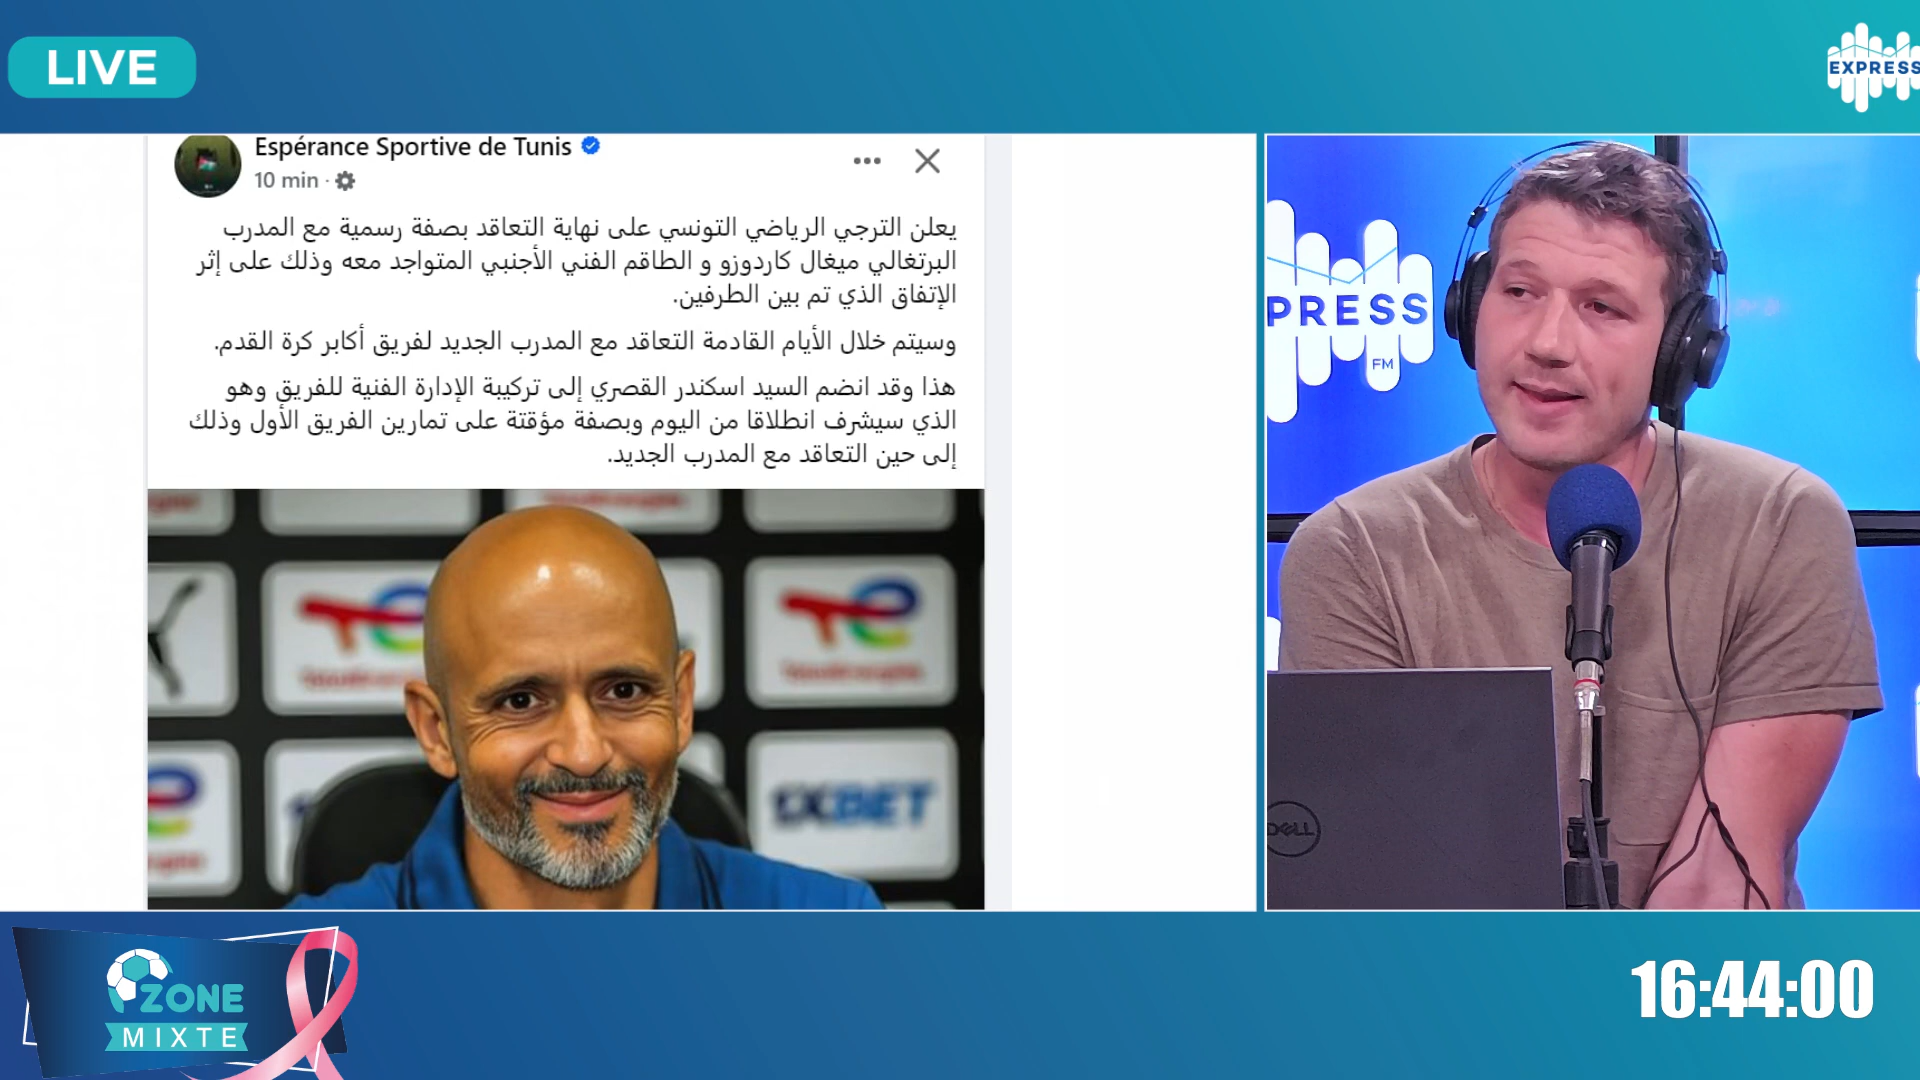 LIVE
EXPRESS
Espérance Sportive de Tunis
10 min ·
يعلن الترجي الرياضي التونسي على نهاية التعاقد بصفة رسمية مع المدرب
البرتغالي ميغال كاردوزو و الطاقم الفني الأجنبي المتواجد معه وذلك على إثر
الإتفاق الذي تم بين الطرفين.
وسيتم خلال الأيام القادمة التعاقد مع المدرب الجديد لفريق أكابر كرة القدم.
هذا وقد انضم السيد اسكندر القصري إلى تركيبة الإدارة الفنية للفريق وهو
الذي سيشرف انطلاقا من اليوم وبصفة مؤقتة على تمارين الفريق الأول وذلك
إلى حين التعاقد مع المدرب الجديد.
1XBET
PRESS
FM
DELL
ZONE
MIXTE
16:44:00